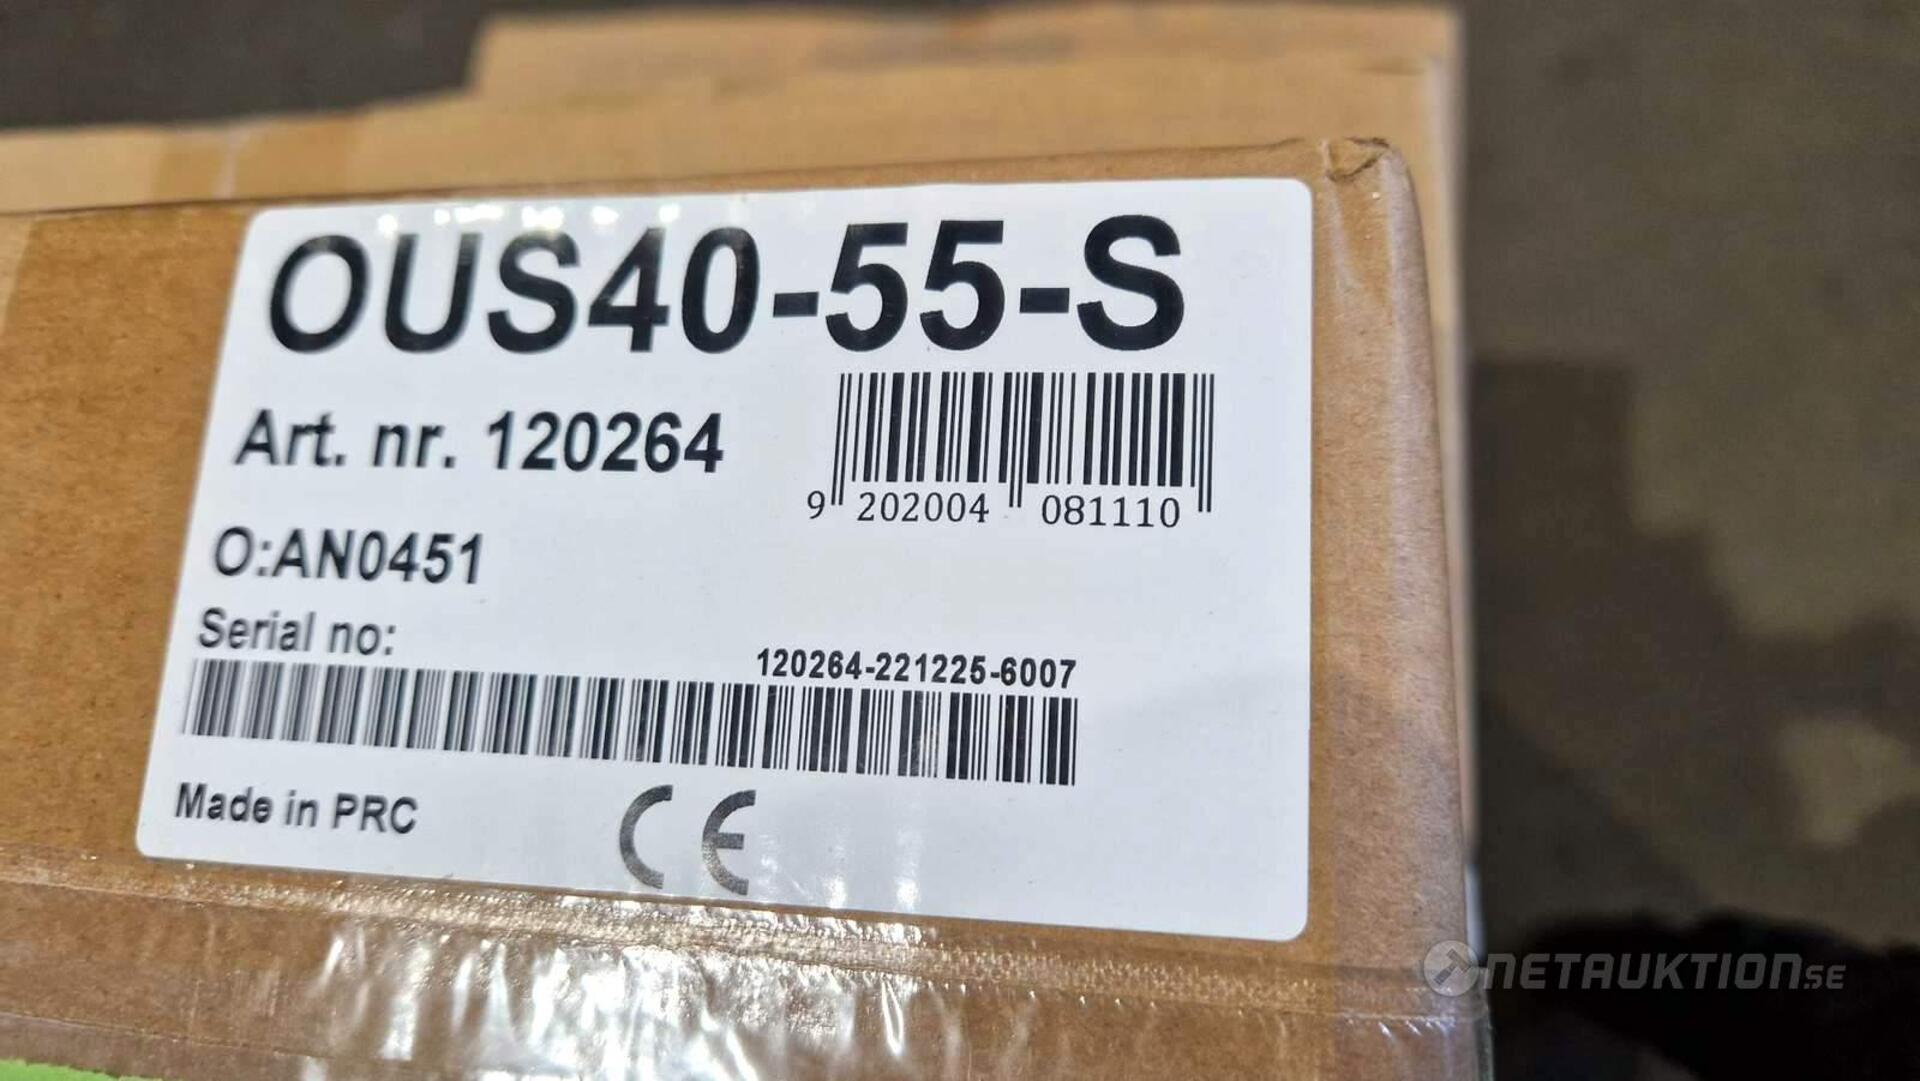 OUS40-55-S
Art. nr. 120264
9 202004 081110
O:AN0451
Serial no:
120264-221225-6007
Made in PRC
CE
NETAUKTION.SE